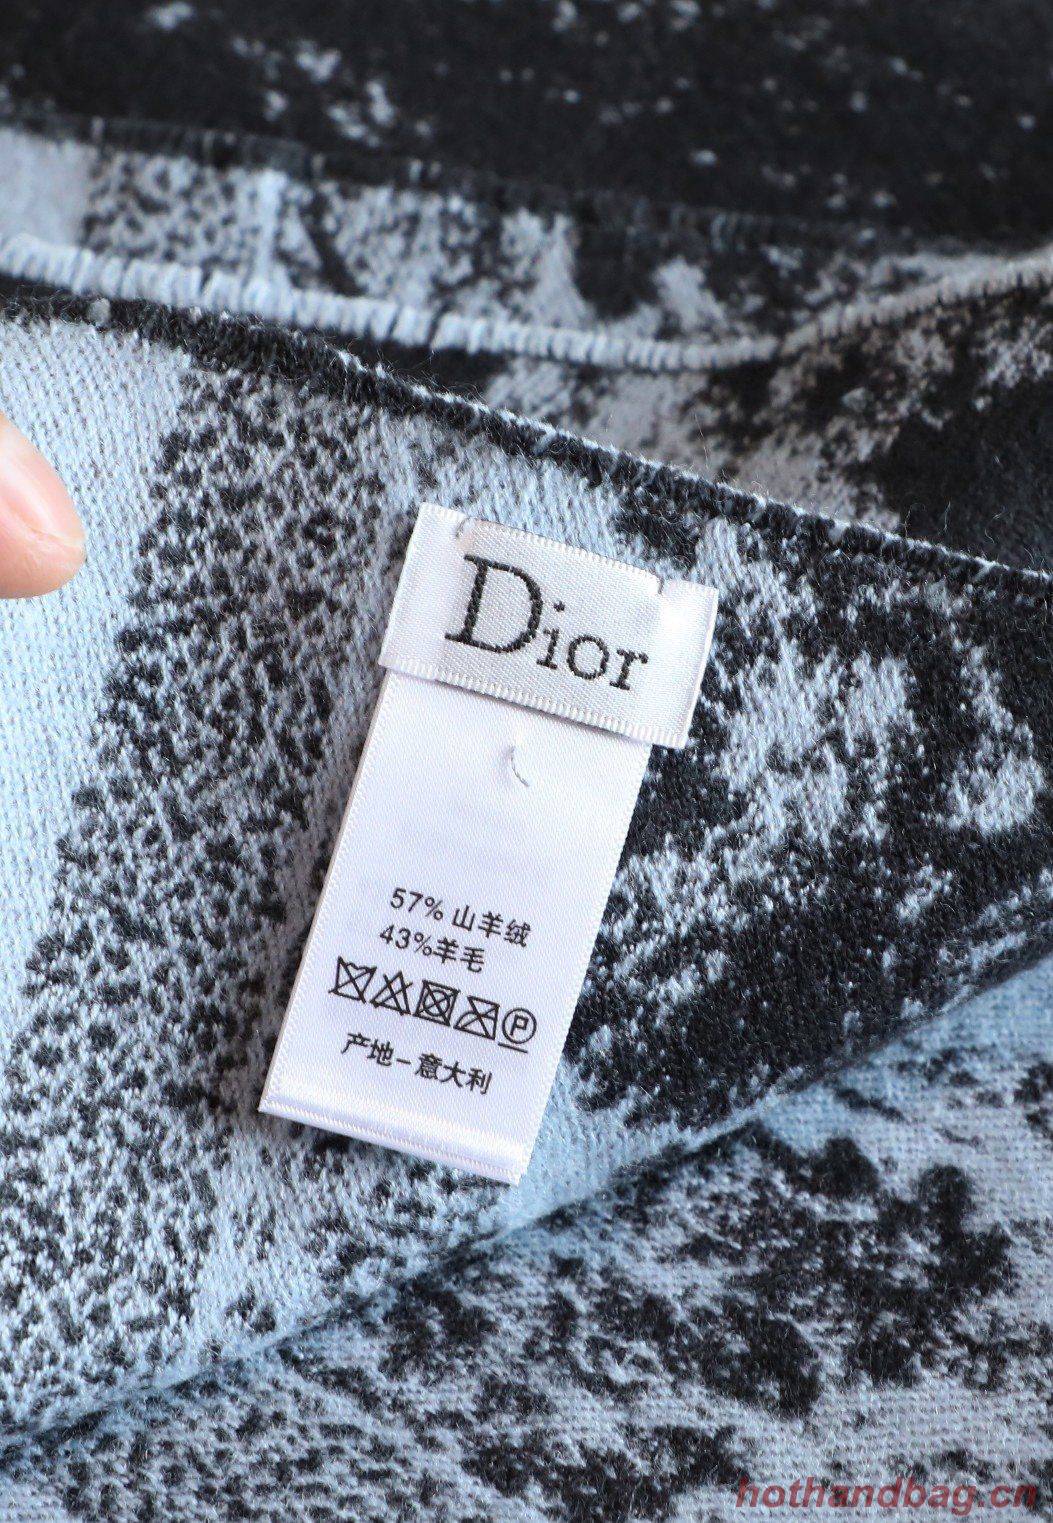 Dior
57% 山羊绒
43%羊毛
P
产地－意大利
hothandbag.cn